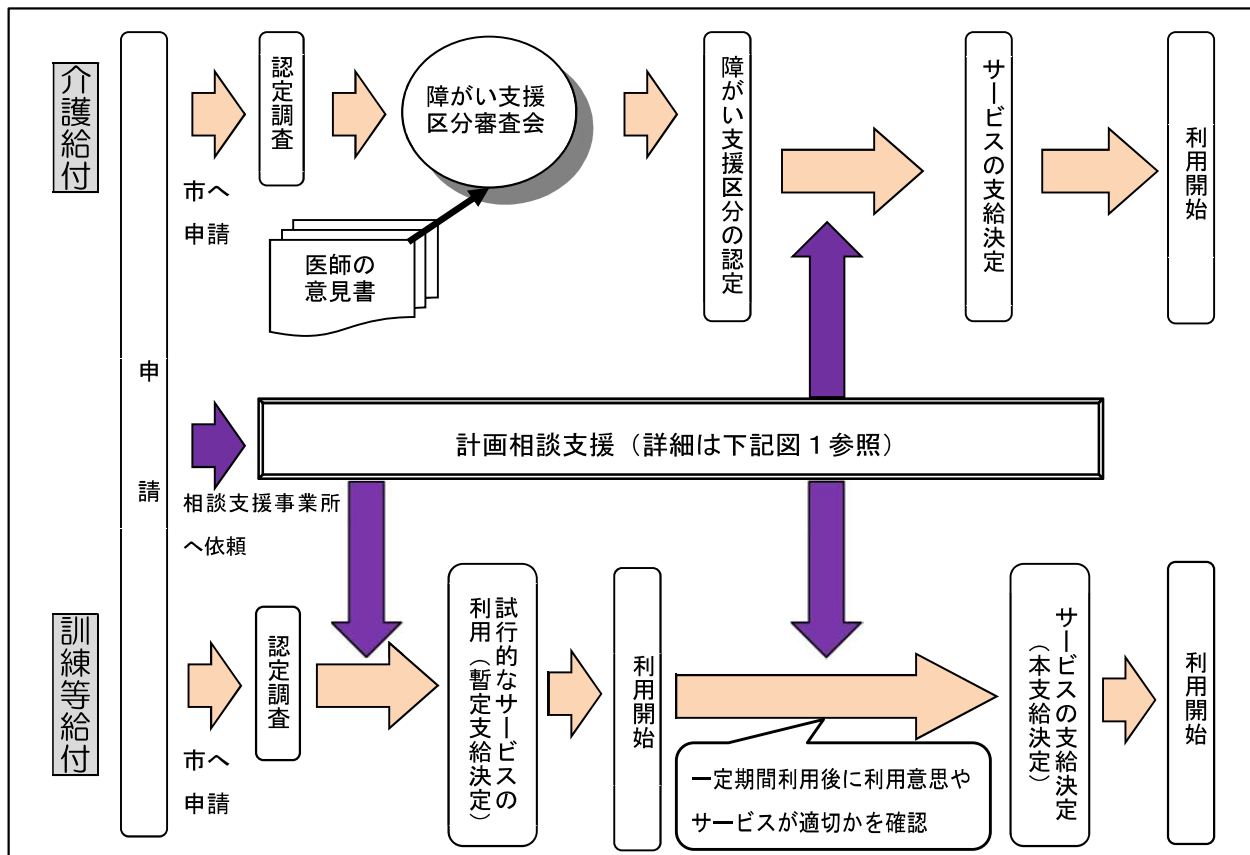 介護給付
申請
市へ
申請
認定調査
障がい支援
区分審査会
医師の
意見書
障がい支援区分の認定
サービスの支給決定
利用開始
相談支援事業所
へ依頼
計画相談支援（詳細は下記図１参照）
訓練等給付
市へ
申請
認定調査
試行的なサービスの
利用（暫定支給決定）
利用開始
一定期間利用後に利用意思や
サービスが適切かを確認
サービスの支給決定
（本支給決定）
利用開始